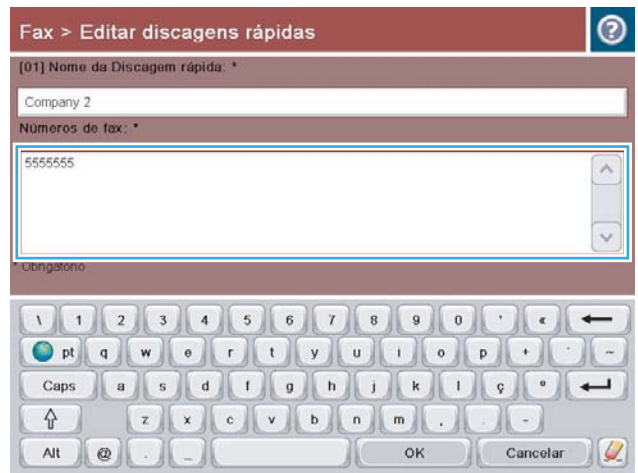 Fax > Editar discagens rápidas
?
[01] Nome da Discagem rápida: *
Company 2
Números de fax: *
5555555
* Obrigatório
\ 1 2 3 4 5 6 7 8 9 0 ' «
pt q w e r t y u i o p + ´ ~
Caps a s d f g h j k l ç º
z x c v b n m , . -
Alt @ . _ OK Cancelar